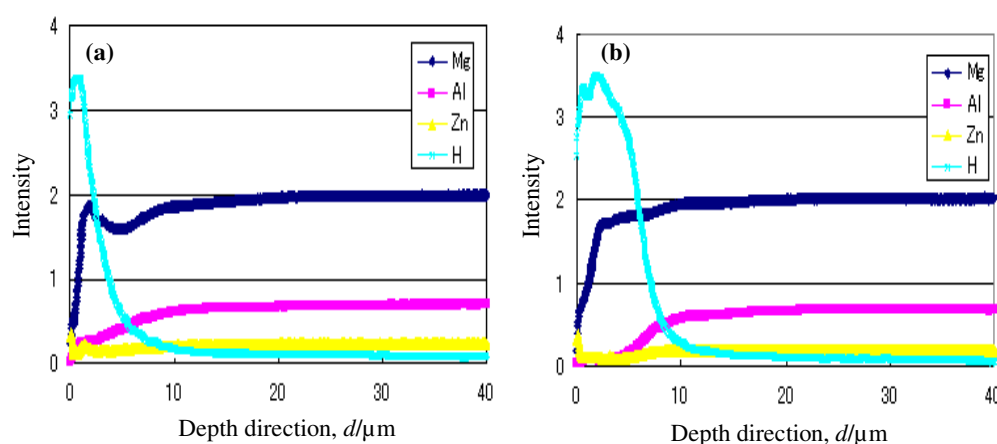 (a)
Mg
Al
Zn
H
4
3
2
1
0
0 10 20 30 40
Intensity
Depth direction, d/µm
(b)
Mg
Al
Zn
H
4
3
2
1
0
0 10 20 30 40
Intensity
Depth direction, d/µm